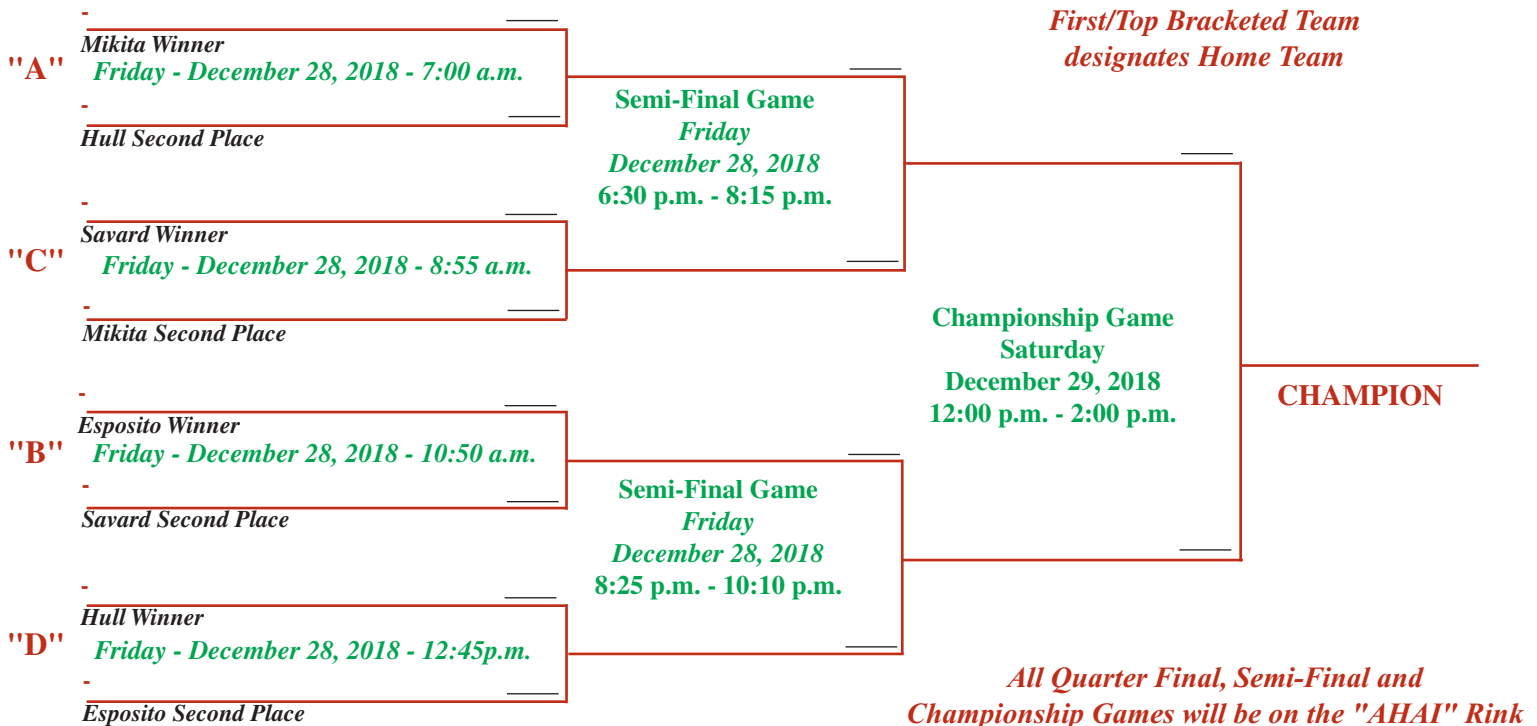 First/Top Bracketed Team
designates Home Team
"A"
-
Mikita Winner
Friday - December 28, 2018 - 7:00 a.m.
-
Hull Second Place
Semi-Final Game
Friday
December 28, 2018
6:30 p.m. - 8:15 p.m.
"C"
-
Savard Winner
Friday - December 28, 2018 - 8:55 a.m.
-
Mikita Second Place
Championship Game
Saturday
December 29, 2018
12:00 p.m. - 2:00 p.m.
CHAMPION
"B"
-
Esposito Winner
Friday - December 28, 2018 - 10:50 a.m.
-
Savard Second Place
Semi-Final Game
Friday
December 28, 2018
8:25 p.m. - 10:10 p.m.
"D"
-
Hull Winner
Friday - December 28, 2018 - 12:45p.m.
-
Esposito Second Place
All Quarter Final, Semi-Final and
Championship Games will be on the "AHAI" Rink